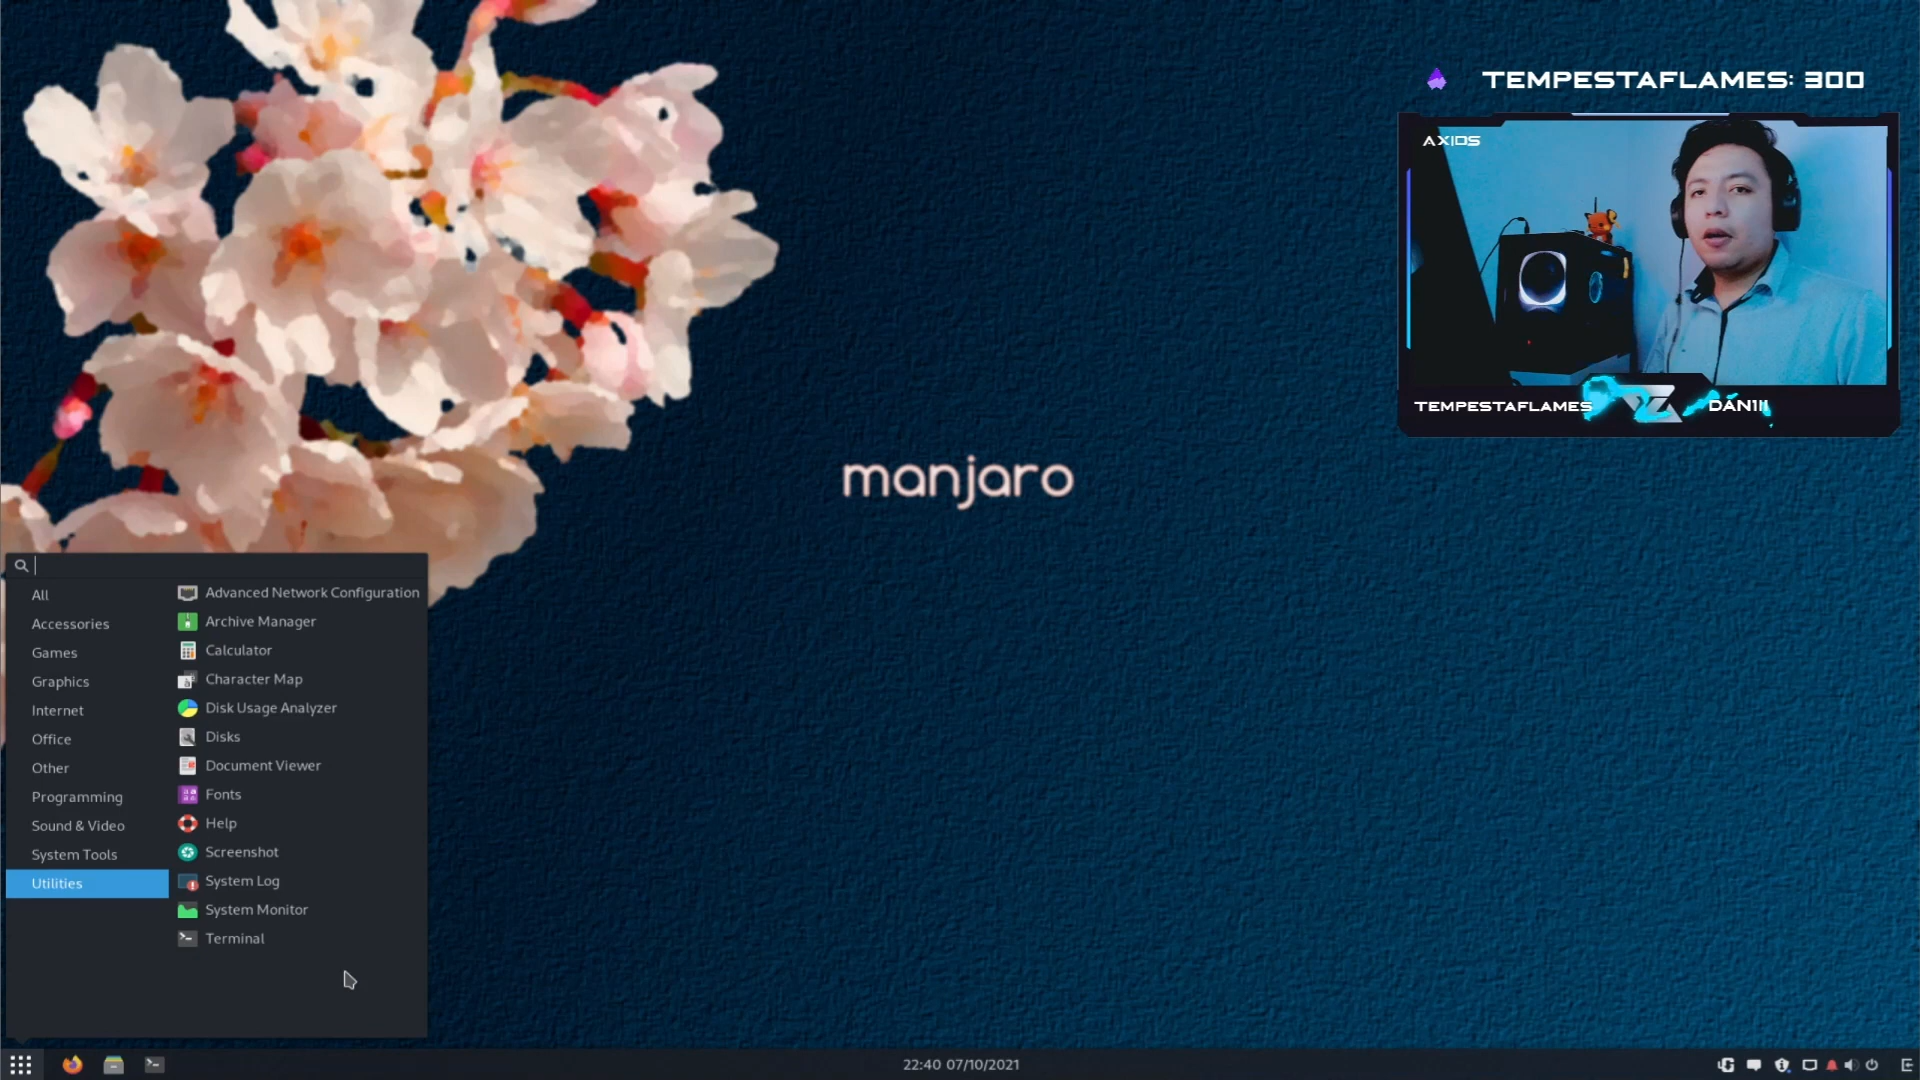 TEMPESTAFLAMES: 300
AXIOS
TEMPESTAFLAMES
DAN1II
manjaro
All
Accessories
Games
Graphics
Internet
Office
Other
Programming
Sound & Video
System Tools
Utilities
Advanced Network Configuration
Archive Manager
Calculator
Character Map
Disk Usage Analyzer
Disks
Document Viewer
Fonts
Help
Screenshot
System Log
System Monitor
Terminal
22:40 07/10/2021